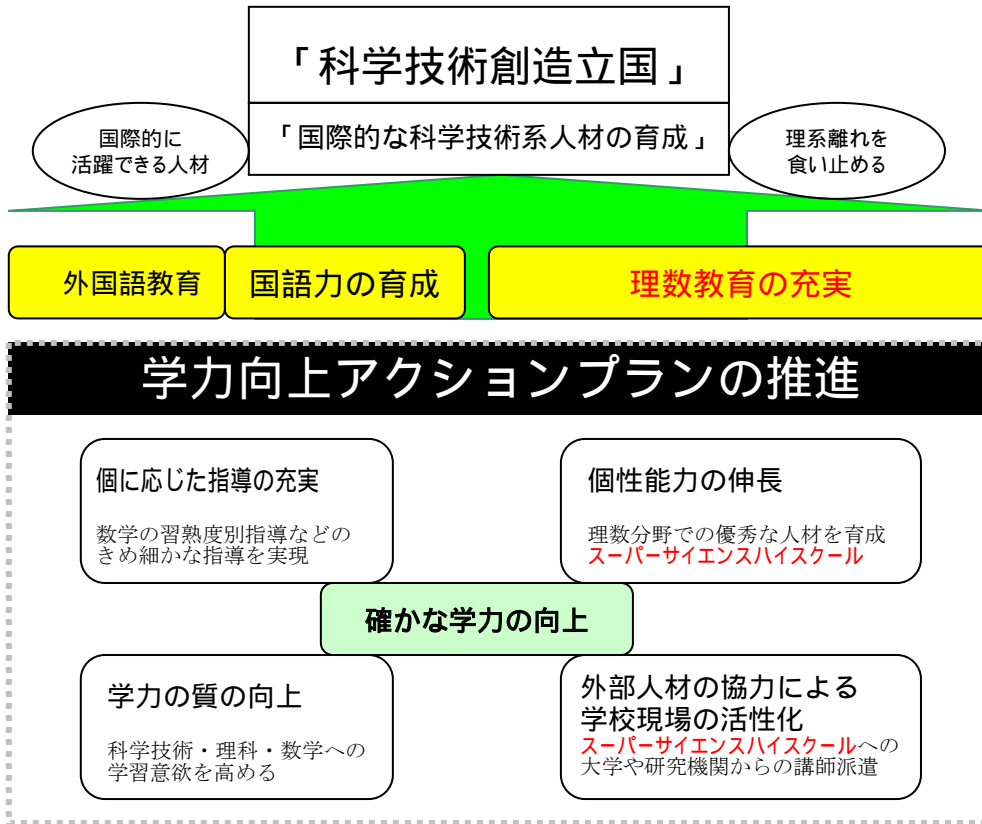 「科学技術創造立国」
「国際的な科学技術系人材の育成」
国際的に
活躍できる人材
理系離れを
食い止める
外国語教育
国語力の育成
理数教育の充実
学力向上アクションプランの推進
個に応じた指導の充実
数学の習熟度別指導などの
きめ細かな指導を実現
個性能力の伸長
理数分野での優秀な人材を育成
スーパーサイエンスハイスクール
確かな学力の向上
学力の質の向上
科学技術・理科・数学への
学習意欲を高める
外部人材の協力による
学校現場の活性化
スーパーサイエンスハイスクールへの
大学や研究機関からの講師派遣